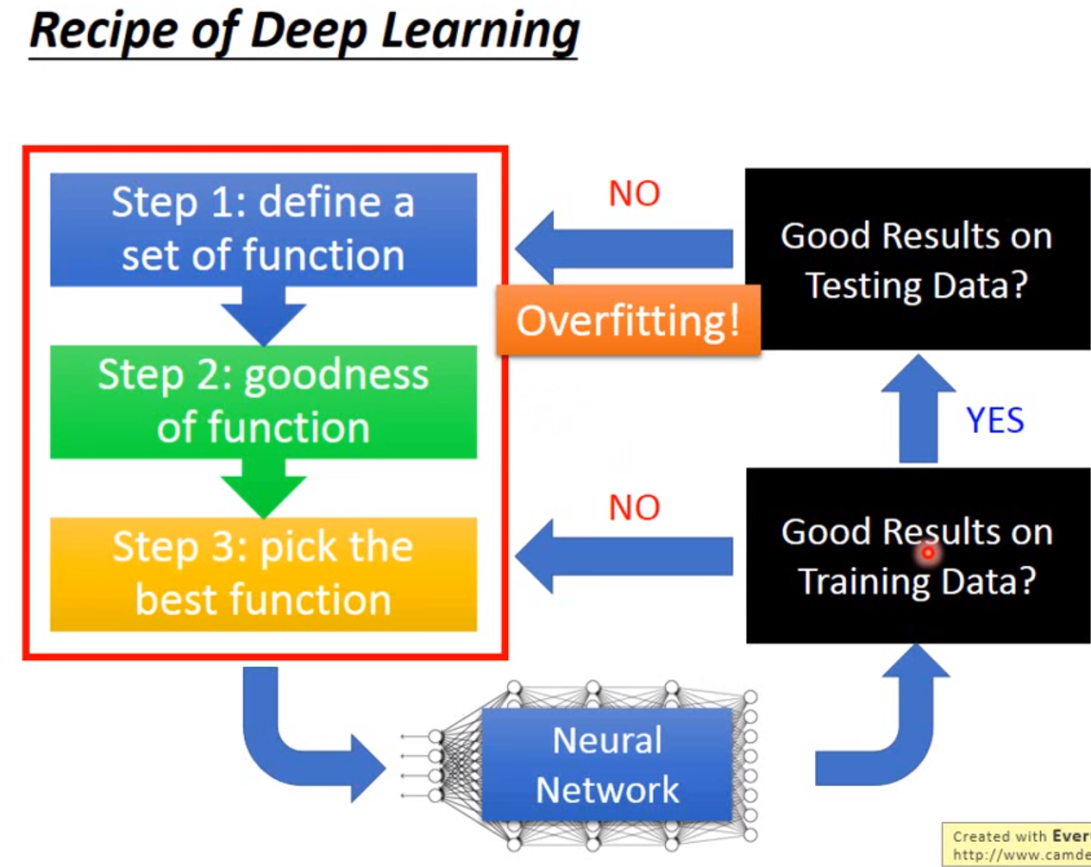 Recipe of Deep Learning
Step 1: define a
set of function
Step 2: goodness
of function
Step 3: pick the
best function
NO
Overfitting!
Good Results on
Testing Data?
YES
NO
Good Results on
Training Data?
Neural
Network
Created with
http://www.camde